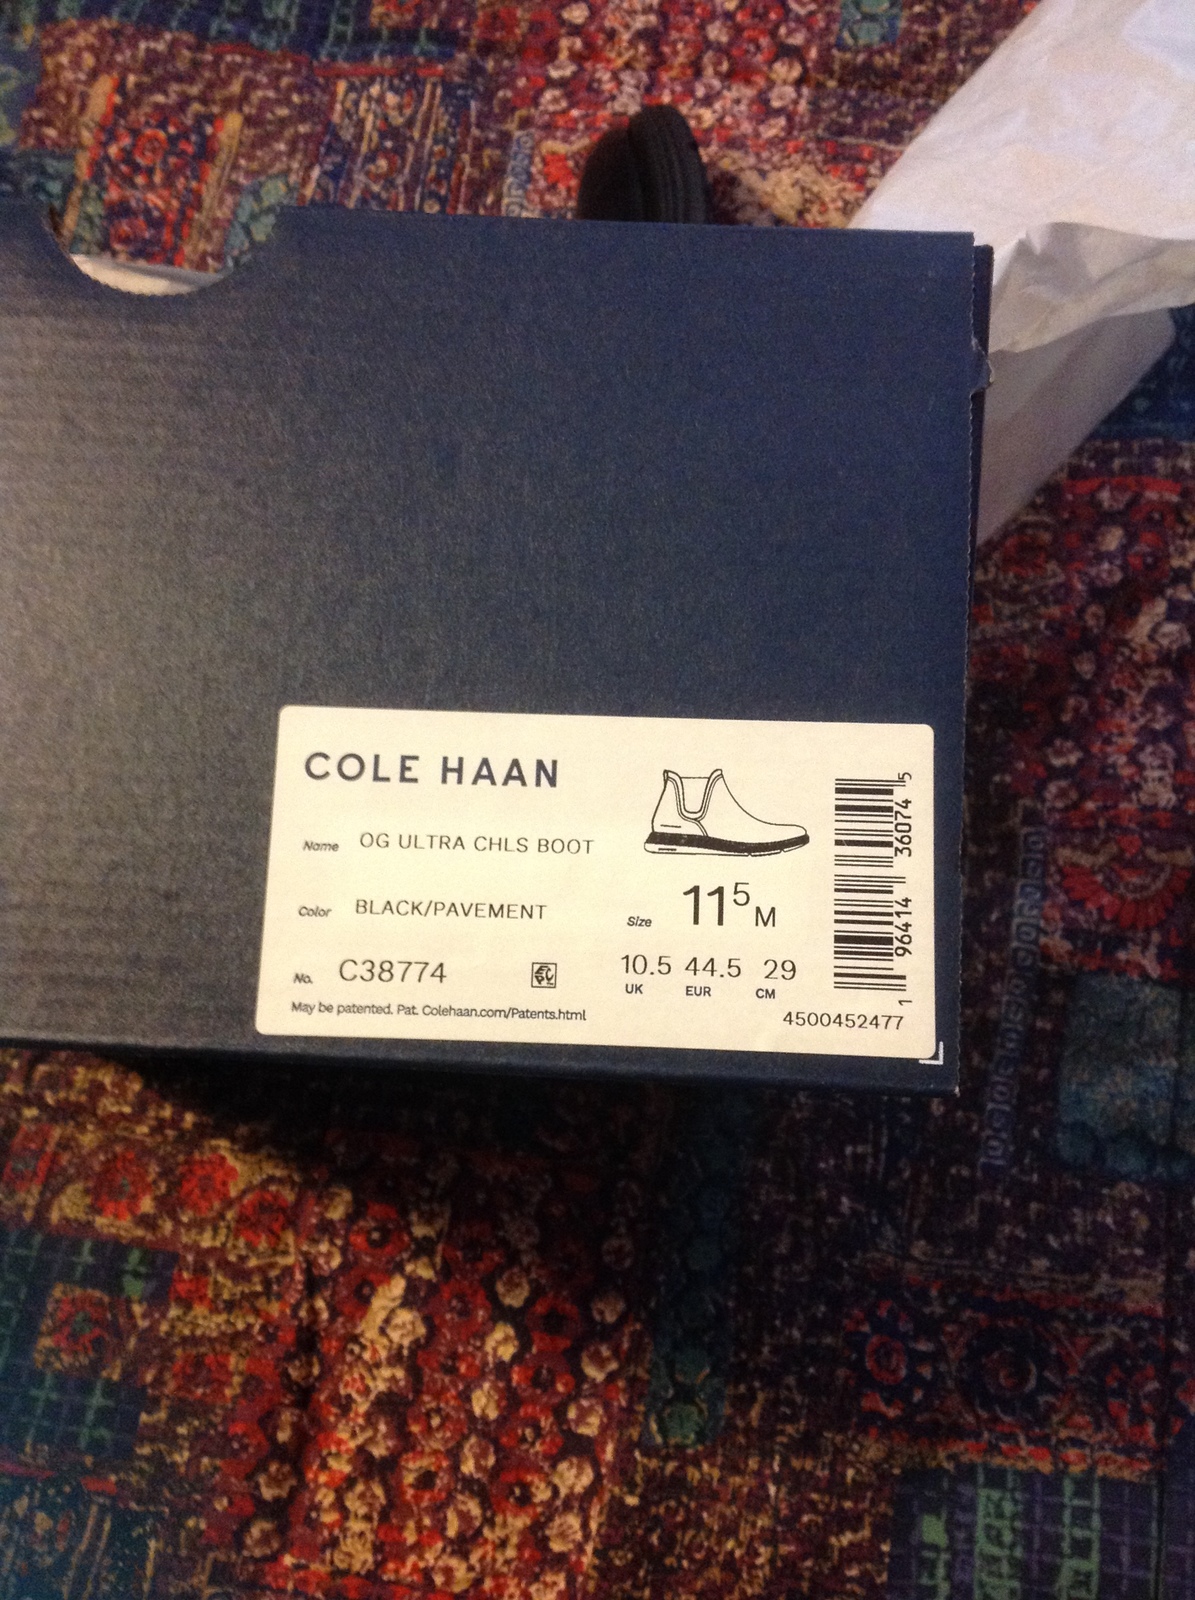 COLE HAAN
Name OG ULTRA CHLS BOOT
Color BLACK/PAVEMENT
Size 11⁵ M
No. C38774
10.5 44.5 29
UK EUR CM
May be patented. Pat. Colehaan.com/Patents.html
4500452477
1 96414 36074 5